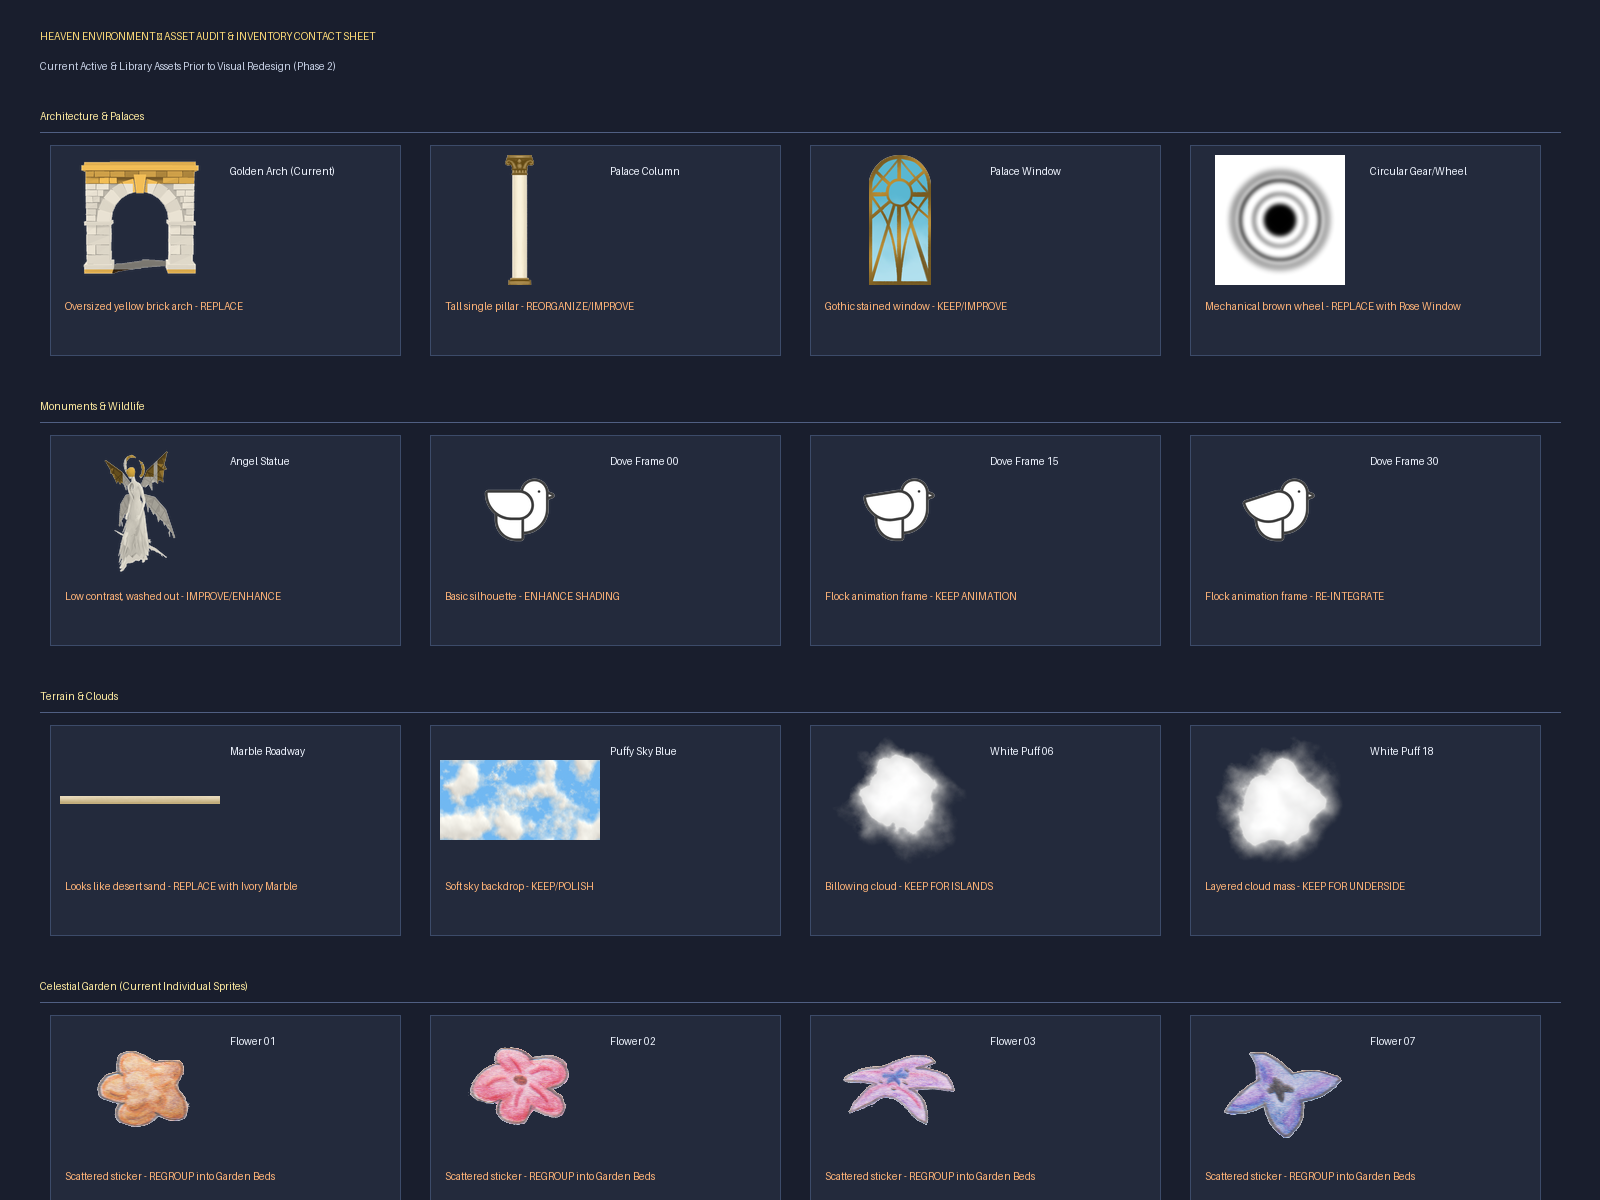 HEAVEN ENVIRONMENT ASSET AUDIT & INVENTORY CONTACT SHEET
Current Active & Library Assets Prior to Visual Redesign (Phase 2)
Architecture & Palaces
Golden Arch (Current)
Oversized yellow brick arch - REPLACE
Palace Column
Tall single pillar - REORGANIZE/IMPROVE
Palace Window
Gothic stained window - KEEP/IMPROVE
Circular Gear/Wheel
Mechanical brown wheel - REPLACE with Rose Window
Monuments & Wildlife
Angel Statue
Low contrast, washed out - IMPROVE/ENHANCE
Dove Frame 00
Basic silhouette - ENHANCE SHADING
Dove Frame 15
Flock animation frame - KEEP ANIMATION
Dove Frame 30
Flock animation frame - RE-INTEGRATE
Terrain & Clouds
Marble Roadway
Looks like desert sand - REPLACE with Ivory Marble
Puffy Sky Blue
Soft sky backdrop - KEEP/POLISH
White Puff 06
Billowing cloud - KEEP FOR ISLANDS
White Puff 18
Layered cloud mass - KEEP FOR UNDERSIDE
Celestial Garden (Current Individual Sprites)
Flower 01
Scattered sticker - REGROUP into Garden Beds
Flower 02
Scattered sticker - REGROUP into Garden Beds
Flower 03
Scattered sticker - REGROUP into Garden Beds
Flower 07
Scattered sticker - REGROUP into Garden Beds